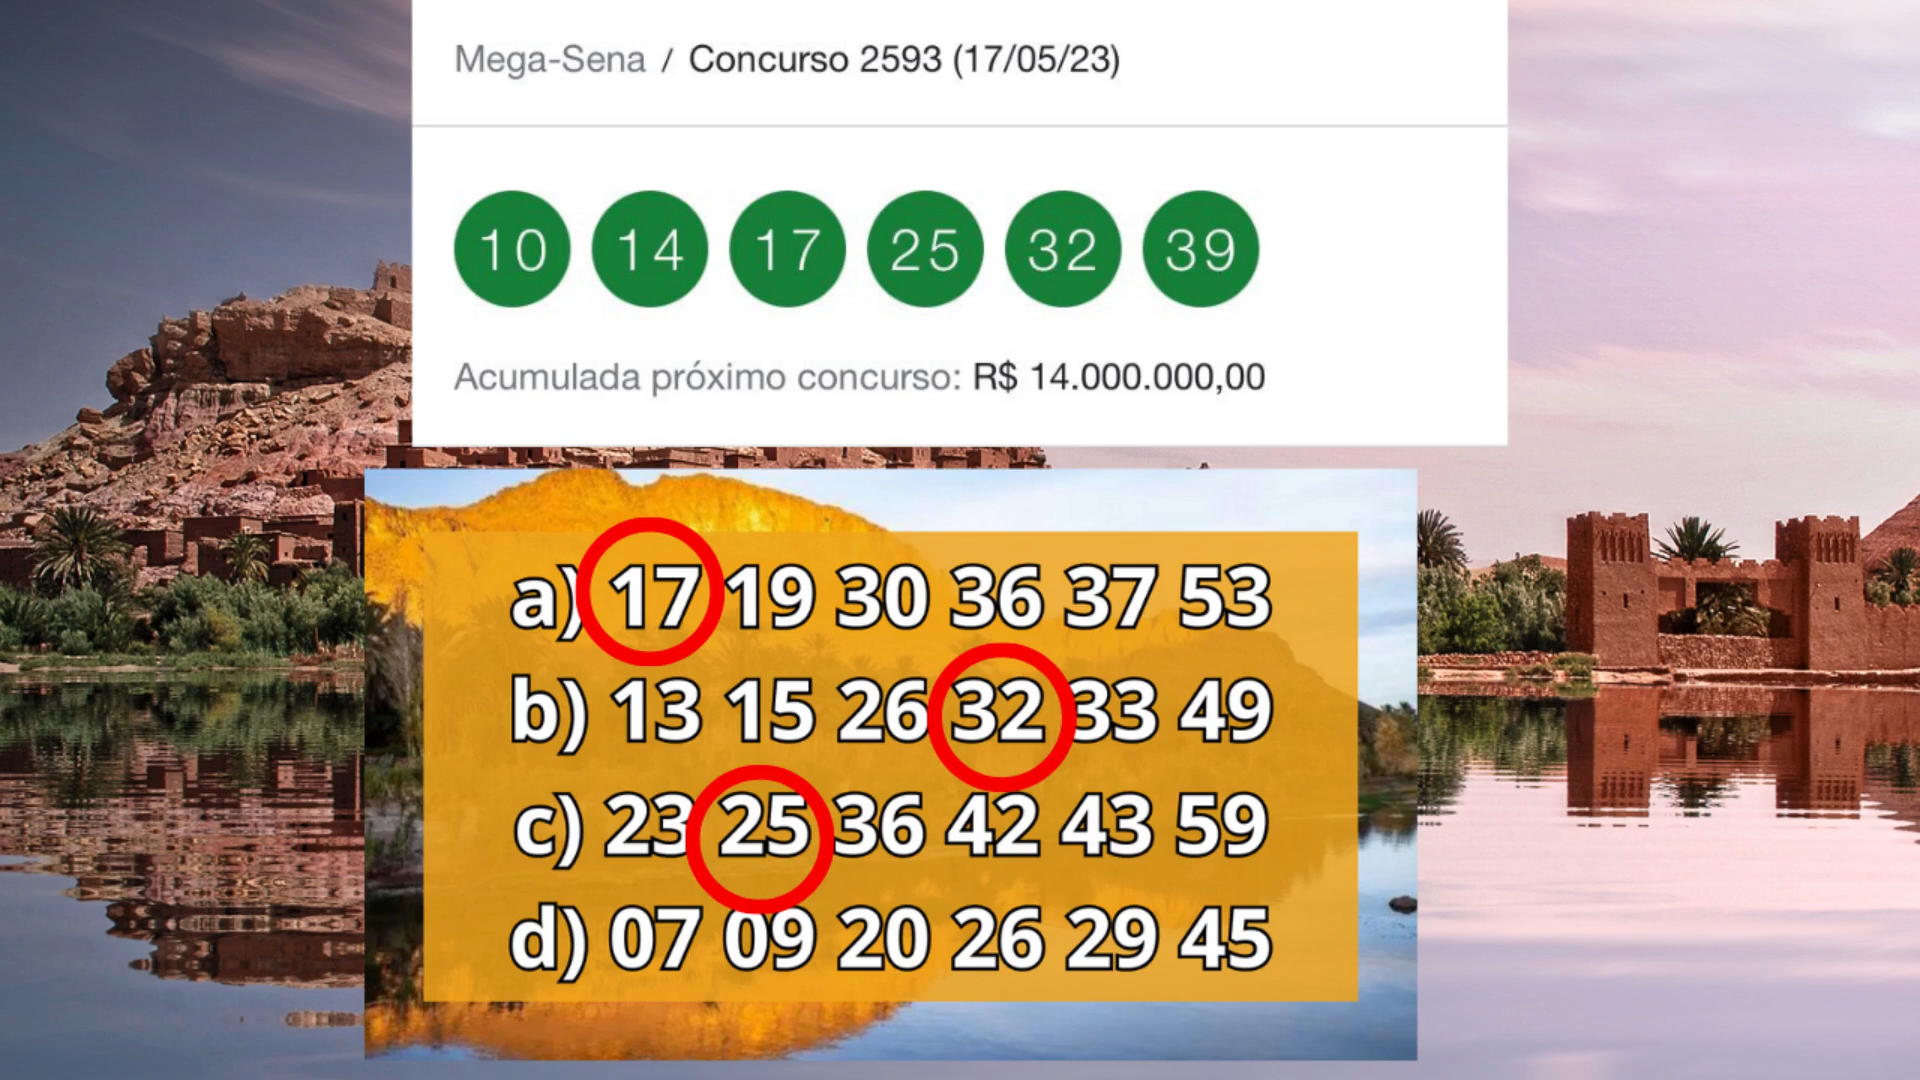 Mega-Sena / Concurso 2593 (17/05/23)
10 14 17 25 32 39
Acumulada próximo concurso: R$ 14.000.000,00
a) 17 19 30 36 37 53
b) 13 15 26 32 33 49
c) 23 25 36 42 43 59
d) 07 09 20 26 29 45